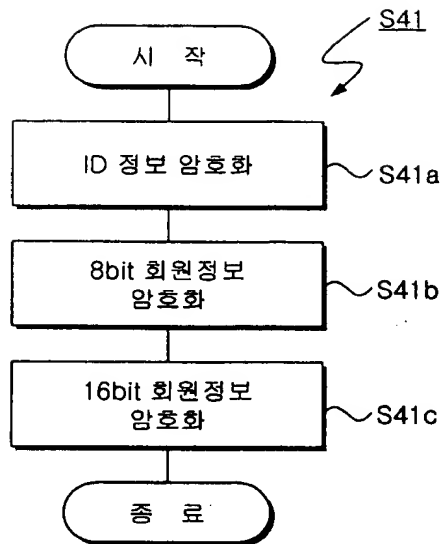 S41
시 작
ID 정보 암호화
S41a
8bit 회원정보
암호화
S41b
16bit 회원정보
암호화
S41c
종 료